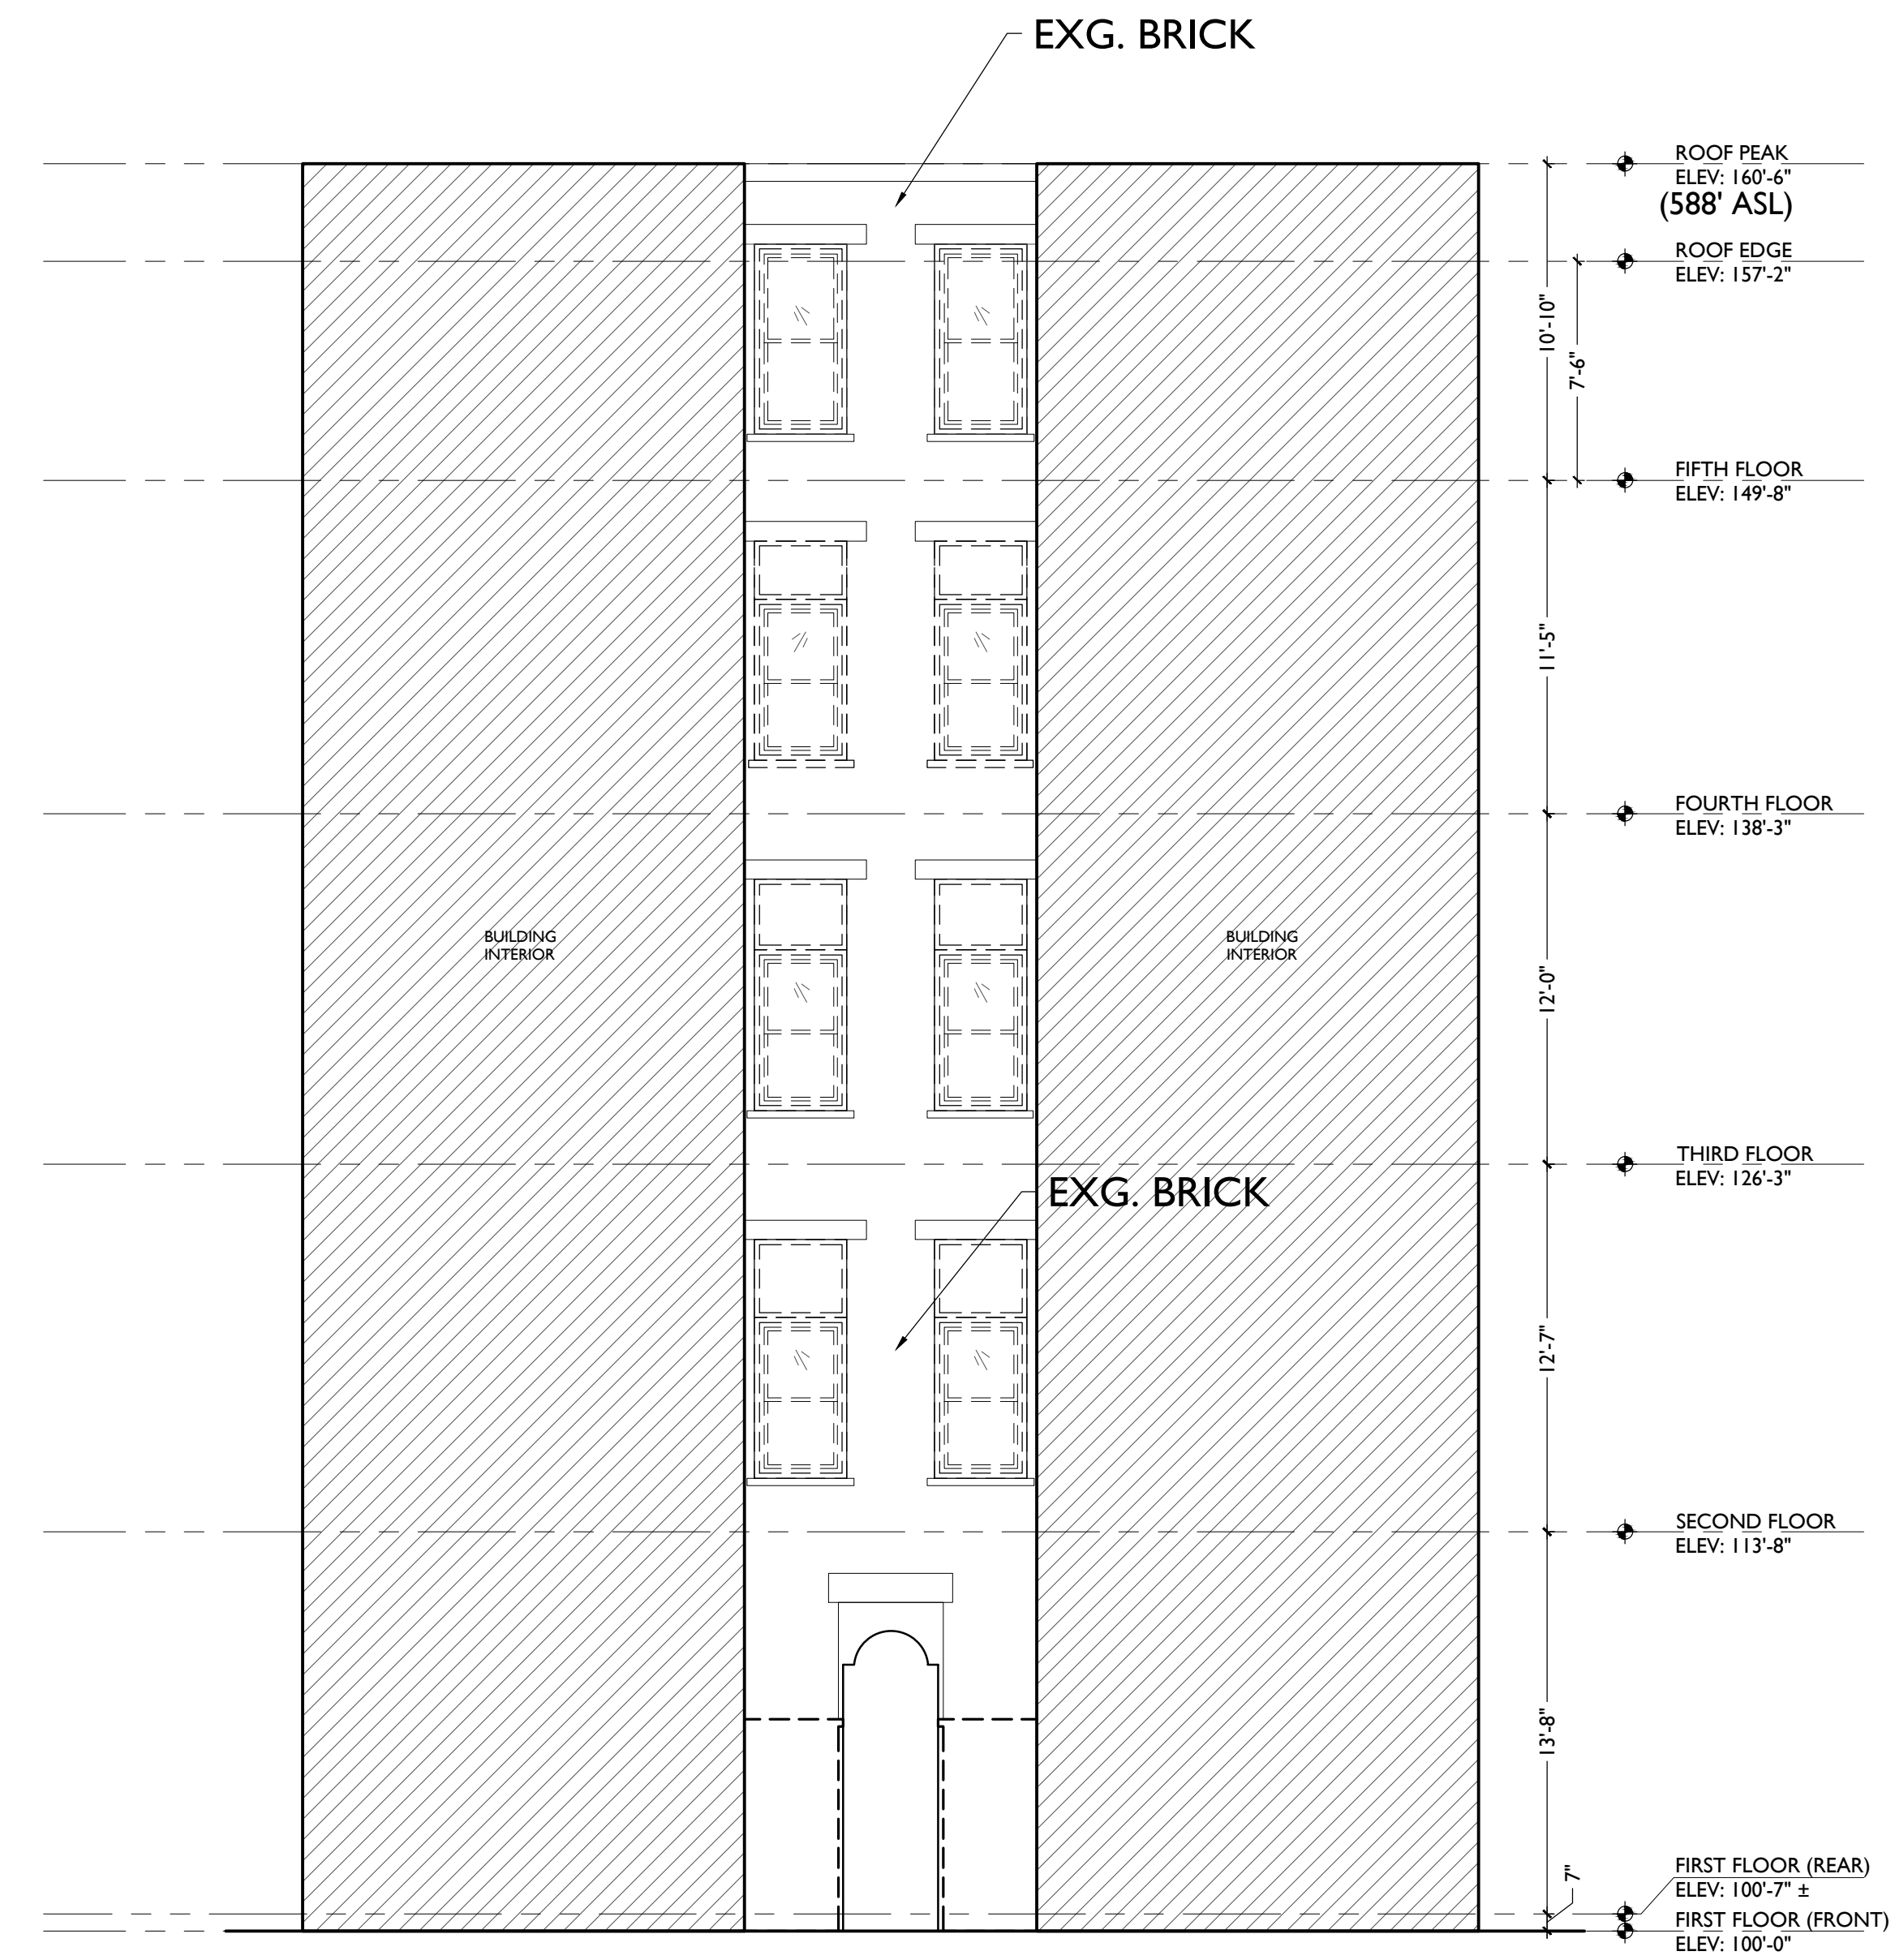 EXG. BRICK
ROOF PEAK
ELEV: 160'-6"
(588' ASL)
ROOF EDGE
ELEV: 157'-2"
10'-10"
7'-6"
FIFTH FLOOR
ELEV: 149'-8"
11'-5"
FOURTH FLOOR
ELEV: 138'-3"
BUILDING
INTERIOR
BUILDING
INTERIOR
12'-0"
THIRD FLOOR
ELEV: 126'-3"
EXG. BRICK
12'-7"
SECOND FLOOR
ELEV: 113'-8"
13'-8"
7"
FIRST FLOOR (REAR)
ELEV: 100'-7" ±
FIRST FLOOR (FRONT)
ELEV: 100'-0"